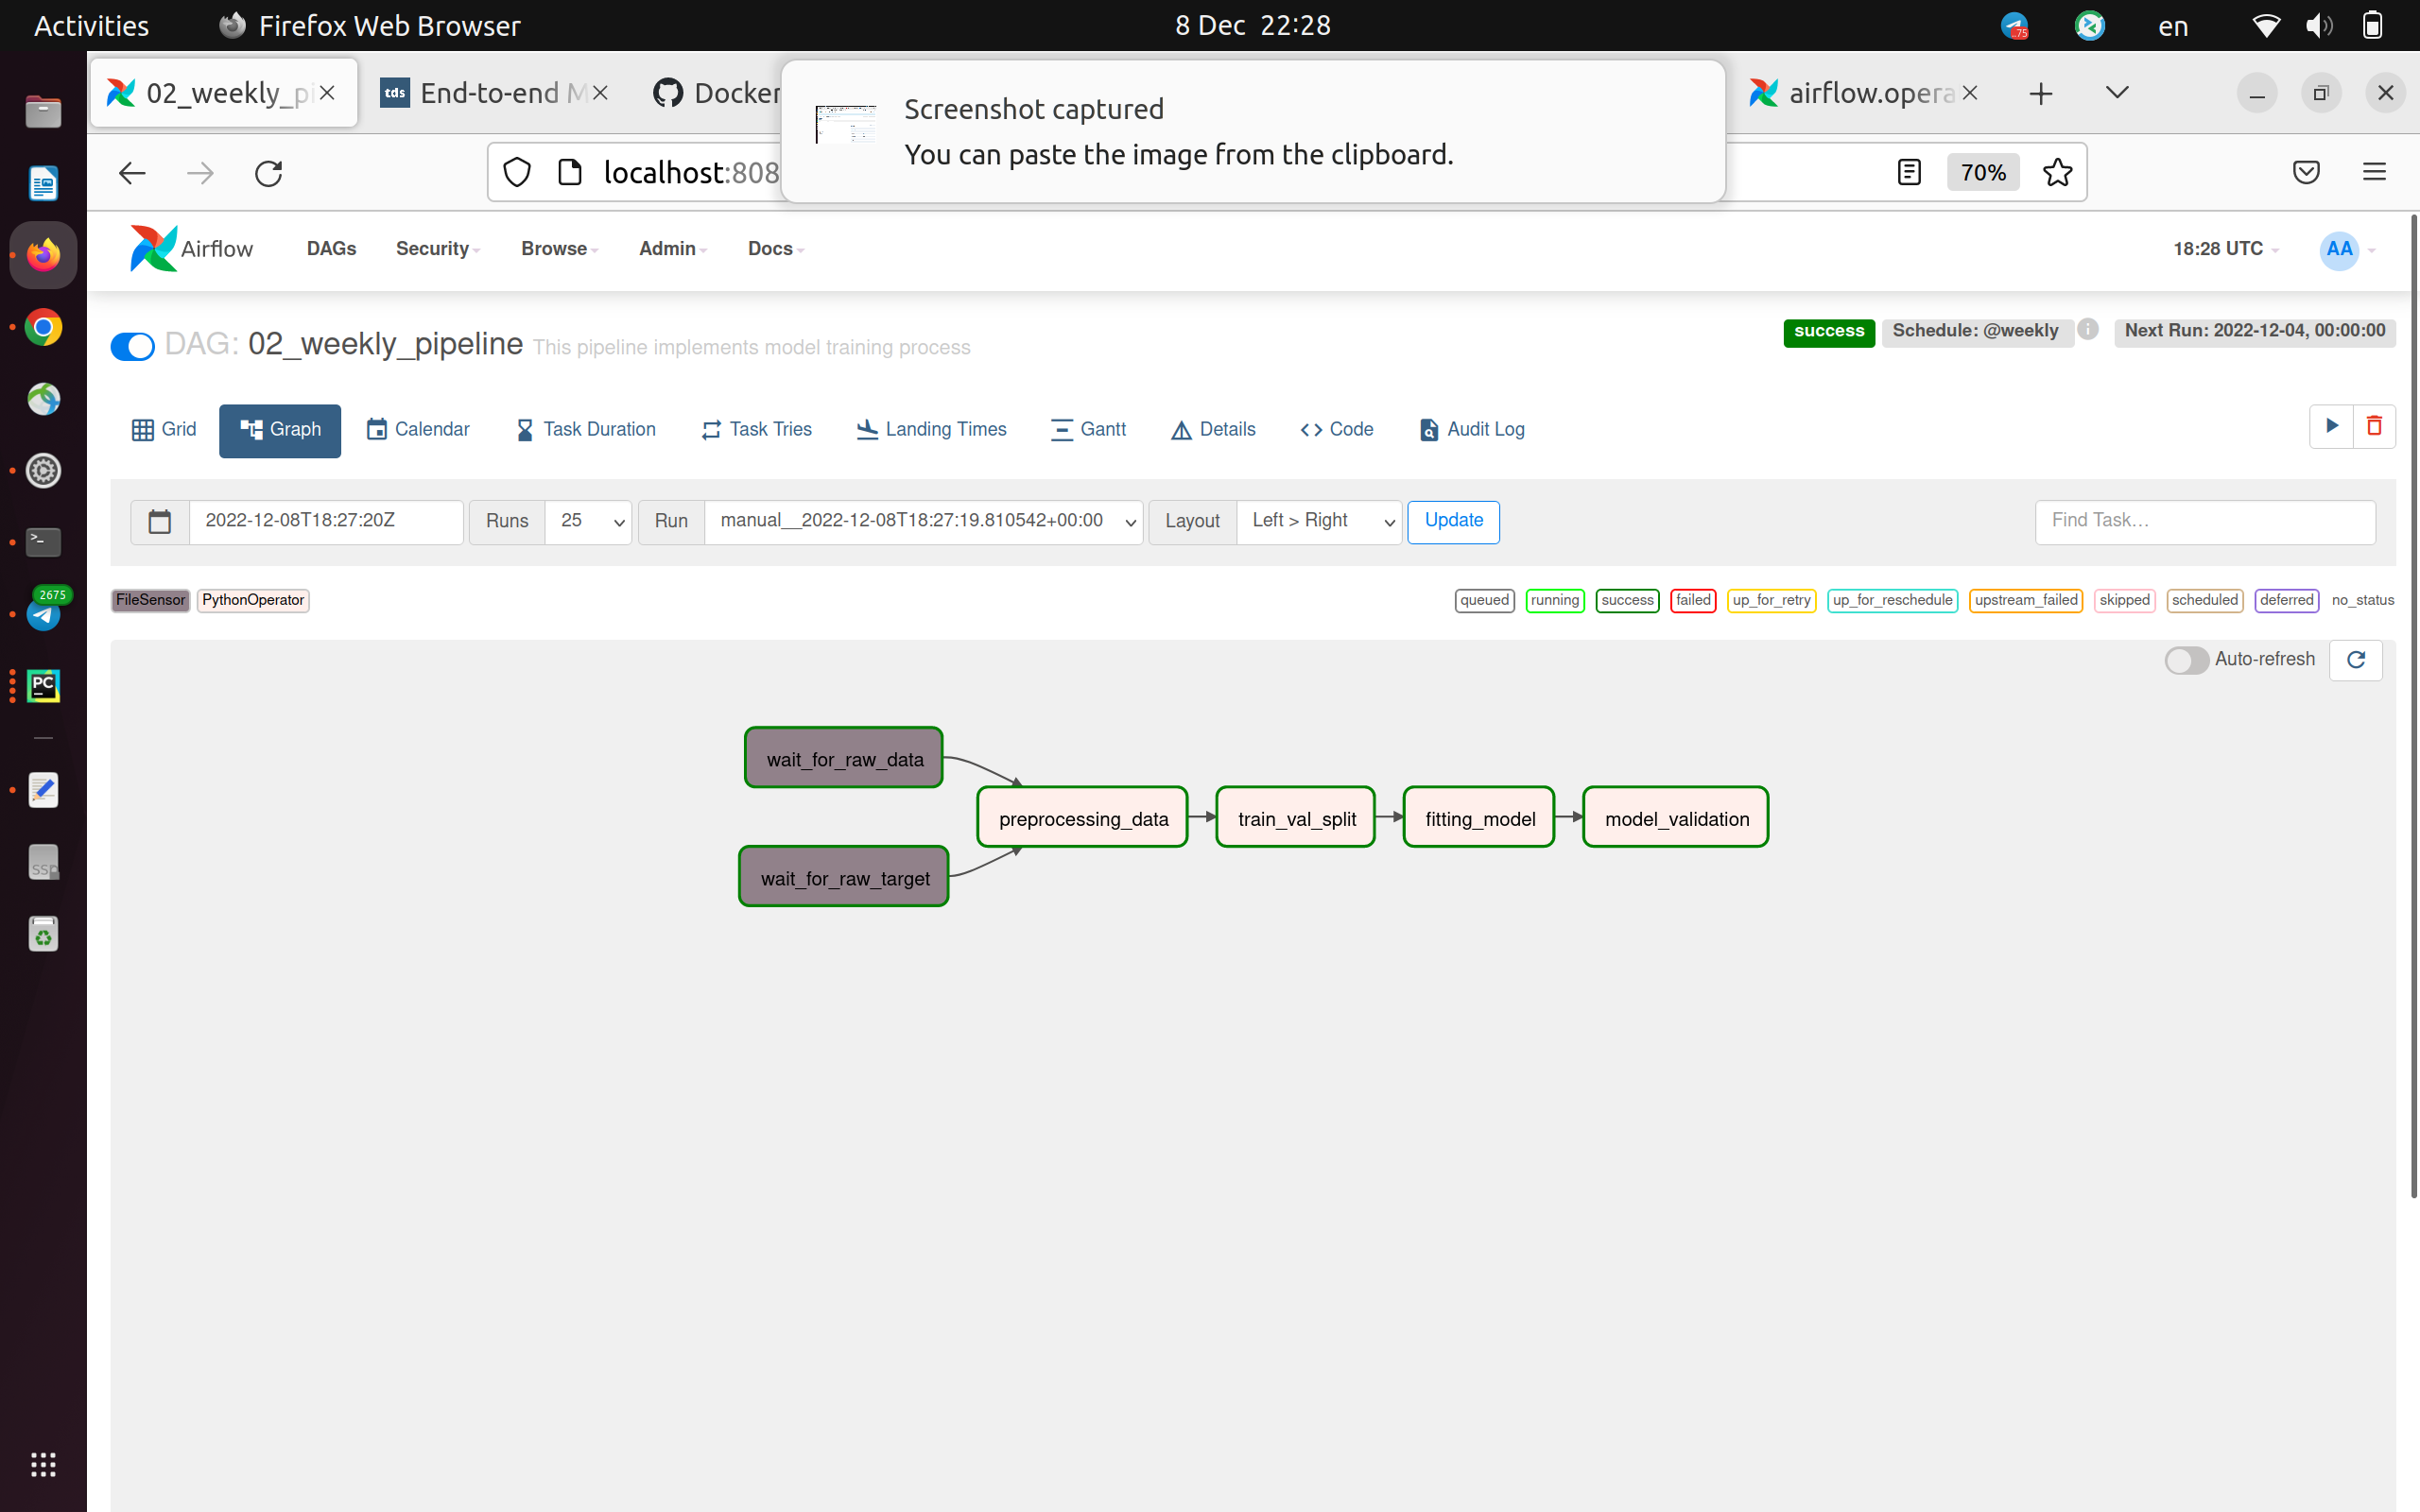 Activities
Firefox Web Browser
8 Dec 22:28
..75
en
02_weekly_pi
tds End-to-end M
Docker
airflow.opera
Screenshot captured
You can paste the image from the clipboard.
localhost:808
70%
Airflow
DAGs
Security
Browse
Admin
Docs
18:28 UTC
AA
DAG: 02_weekly_pipeline This pipeline implements model training process
success
Schedule: @weekly
i
Next Run: 2022-12-04, 00:00:00
Grid
Graph
Calendar
Task Duration
Task Tries
Landing Times
Gantt
Details
Code
Audit Log
2022-12-08T18:27:20Z
Runs
25
Run
manual__2022-12-08T18:27:19.810542+00:00
Layout
Left > Right
Update
Find Task...
FileSensor
PythonOperator
queued
running
success
failed
up_for_retry
up_for_reschedule
upstream_failed
skipped
scheduled
deferred
no_status
2675
PC
Auto-refresh
wait_for_raw_data
preprocessing_data
train_val_split
fitting_model
model_validation
wait_for_raw_target
SSD